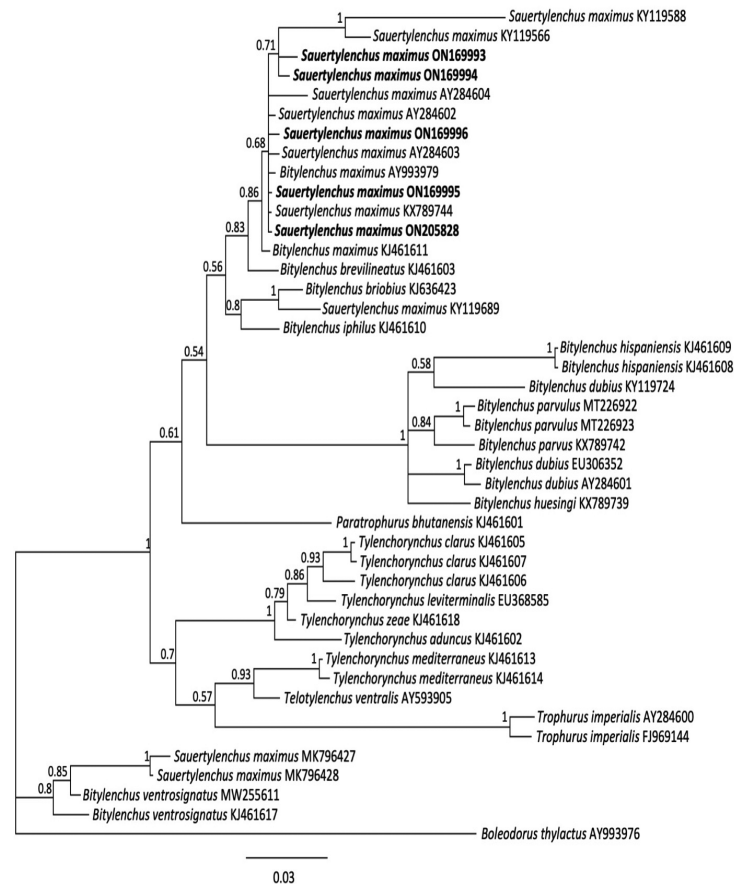 1
Sauertylenchus maximus KY119588
Sauertylenchus maximus KY119566
0.71
Sauertylenchus maximus ON169993
Sauertylenchus maximus ON169994
Sauertylenchus maximus AY284604
Sauertylenchus maximus AY284602
Sauertylenchus maximus ON169996
0.68
Sauertylenchus maximus AY284603
Bitylenchus maximus AY993979
0.86
Sauertylenchus maximus ON169995
Sauertylenchus maximus KX789744
0.83
Sauertylenchus maximus ON205828
Bitylenchus maximus KJ461611
0.56
Bitylenchus brevilineatus KJ461603
1
Bitylenchus briobius KJ636423
0.8
Sauertylenchus maximus KY119689
Bitylenchus iphilus KJ461610
0.54
1
Bitylenchus hispaniensis KJ461609
0.58
Bitylenchus hispaniensis KJ461608
Bitylenchus dubius KY119724
1
Bitylenchus parvulus MT226922
0.84
Bitylenchus parvulus MT226923
1
Bitylenchus parvus KX789742
0.61
1
Bitylenchus dubius EU306352
Bitylenchus dubius AY284601
Bitylenchus huesingi KX789739
Paratrophurus bhutanensis KJ461601
1
1
Tylenchorynchus clarus KJ461605
0.93
Tylenchorynchus clarus KJ461607
0.86
Tylenchorynchus clarus KJ461606
0.79
Tylenchorynchus leviterminalis EU368585
1
Tylenchorynchus zeae KJ461618
Tylenchorynchus aduncus KJ461602
0.7
1
Tylenchorynchus mediterraneus KJ461613
0.93
Tylenchorynchus mediterraneus KJ461614
0.57
Telotylenchus ventralis AY593905
1
Trophurus imperialis AY284600
Trophurus imperialis FJ969144
1
Sauertylenchus maximus MK796427
0.85
Sauertylenchus maximus MK796428
0.8
Bitylenchus ventrosignatus MW255611
Bitylenchus ventrosignatus KJ461617
Boleodorus thylactus AY993976
0.03